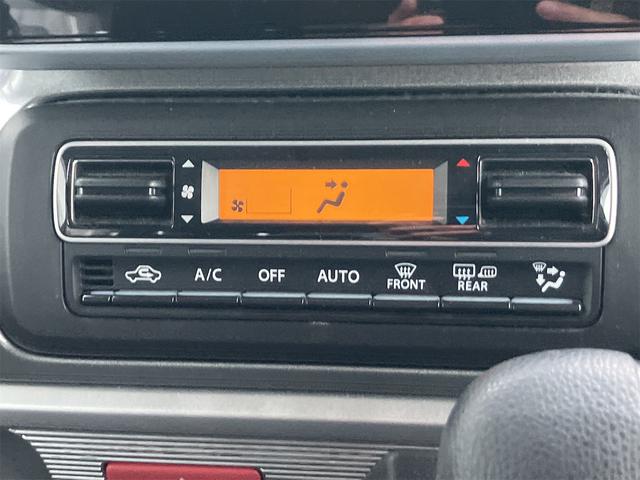 A/C OFF AUTO FRONT REAR